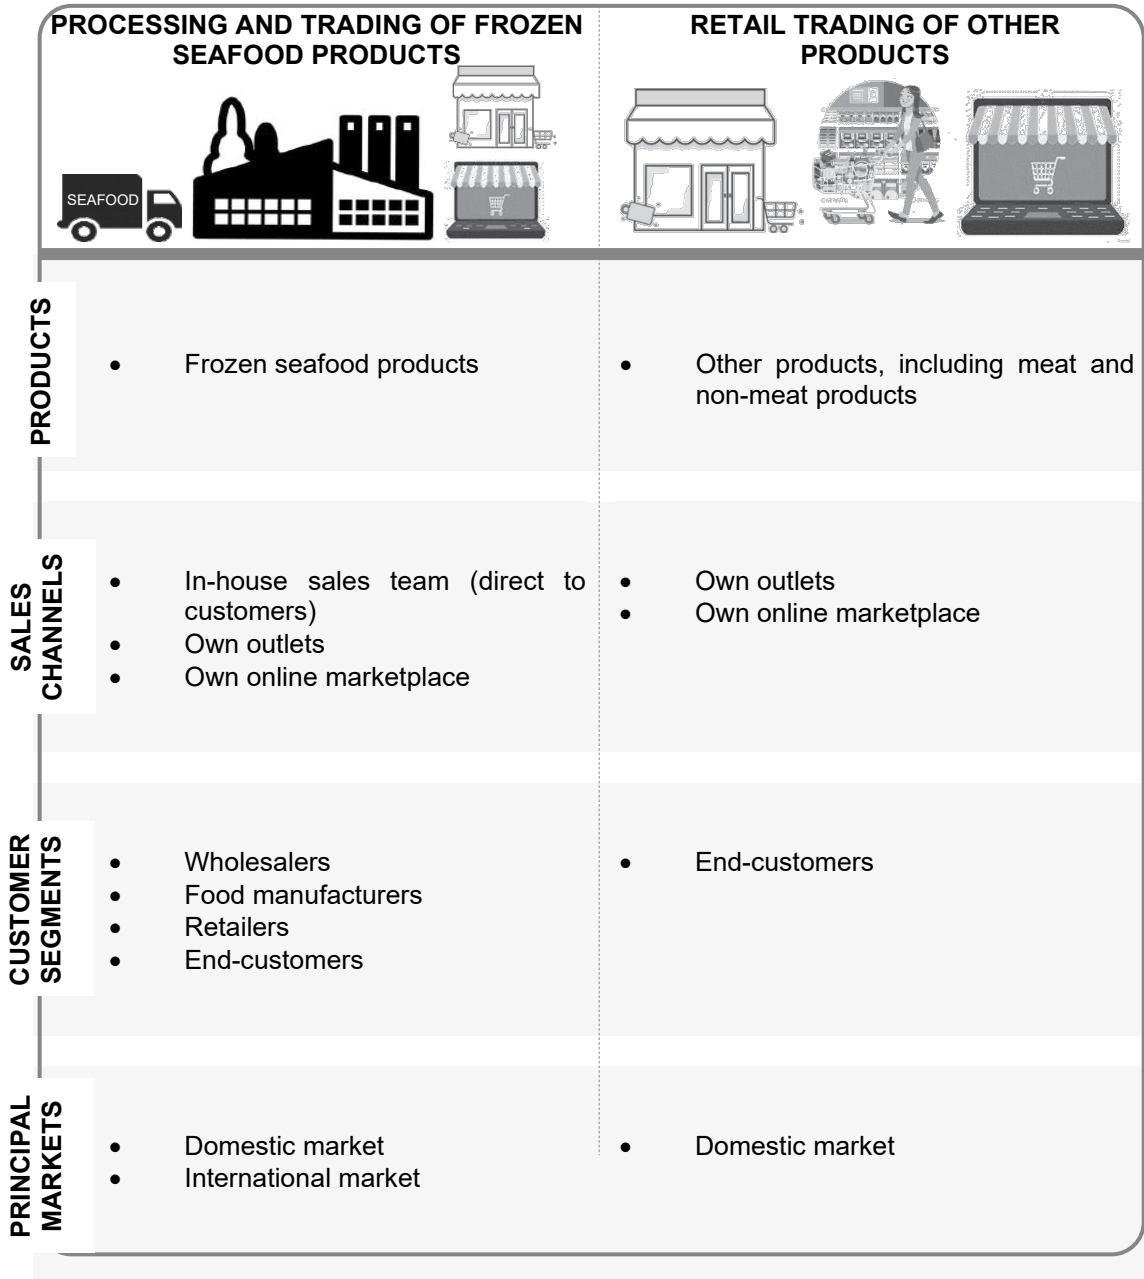 PROCESSING AND TRADING OF FROZEN
SEAFOOD PRODUCTS
RETAIL TRADING OF OTHER
PRODUCTS
SEAFOOD
PRODUCTS
• Frozen seafood products
• Other products, including meat and
non-meat products
SALES
CHANNELS
• In-house sales team (direct to
customers)
• Own outlets
• Own online marketplace
• Own outlets
• Own online marketplace
CUSTOMER
SEGMENTS
• Wholesalers
• Food manufacturers
• Retailers
• End-customers
• End-customers
PRINCIPAL
MARKETS
• Domestic market
• International market
• Domestic market